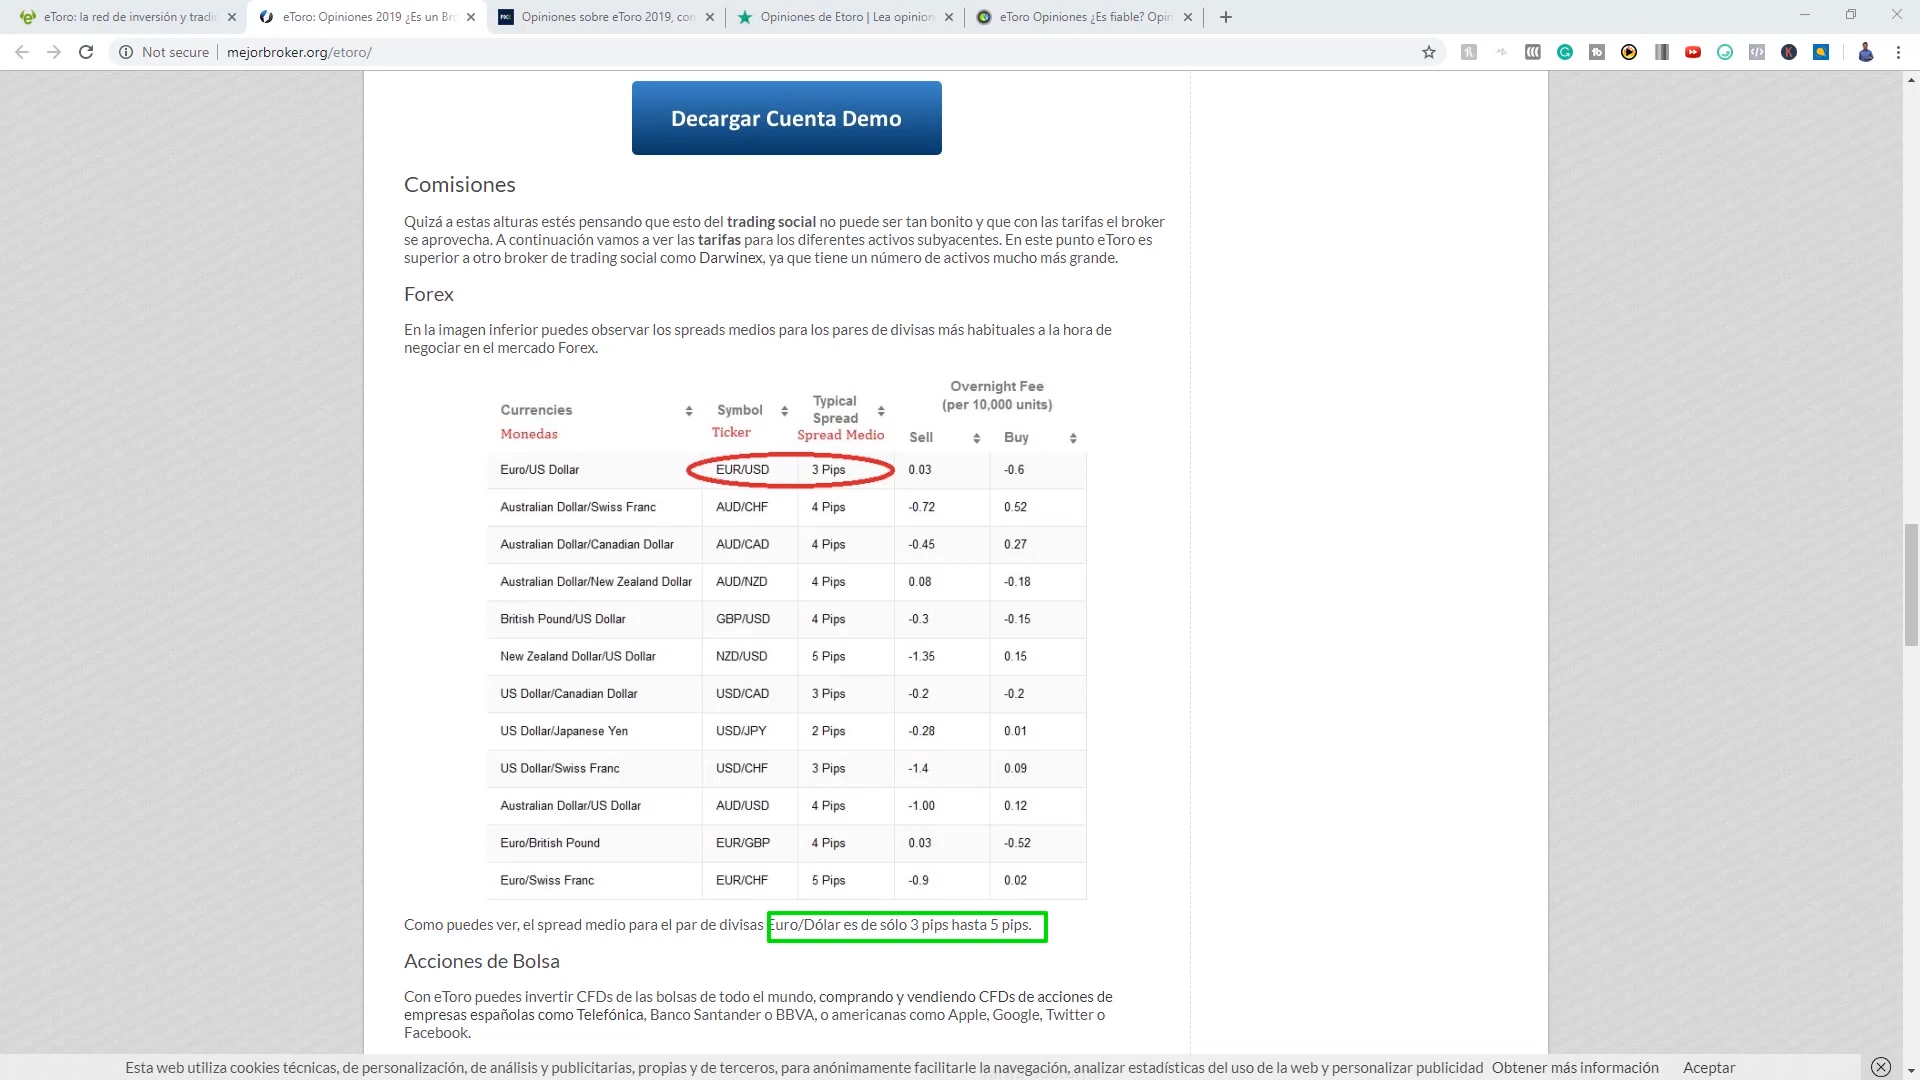 eToro: la red de inversión y tradi
eToro: Opiniones 2019 ¿Es un Bro
Opiniones sobre eToro 2019, con
Opiniones de Etoro | Lea opinion
eToro Opiniones ¿Es fiable? Opin
Not secure
mejorbroker.org/etoro/
Decargar Cuenta Demo
Comisiones
Quizá a estas alturas estés pensando que esto del trading social no puede ser tan bonito y que con las tarifas el broker
se aprovecha. A continuación vamos a ver las tarifas para los diferentes activos subyacentes. En este punto eToro es
superior a otro broker de trading social como Darwinex, ya que tiene un número de activos mucho más grande.
Forex
En la imagen inferior puedes observar los spreads medios para los pares de divisas más habituales a la hora de
negociar en el mercado Forex.
Overnight Fee
(per 10,000 units)
Currencies Symbol Typical Spread
Monedas Ticker Spread Medio Sell Buy
Euro/US Dollar EUR/USD 3 Pips 0.03 -0.6
Australian Dollar/Swiss Franc AUD/CHF 4 Pips -0.72 0.52
Australian Dollar/Canadian Dollar AUD/CAD 4 Pips -0.45 0.27
Australian Dollar/New Zealand Dollar AUD/NZD 4 Pips 0.08 -0.18
British Pound/US Dollar GBP/USD 4 Pips -0.3 -0.15
New Zealand Dollar/US Dollar NZD/USD 5 Pips -1.35 0.15
US Dollar/Canadian Dollar USD/CAD 3 Pips -0.2 -0.2
US Dollar/Japanese Yen USD/JPY 2 Pips -0.28 0.01
US Dollar/Swiss Franc USD/CHF 3 Pips -1.4 0.09
Australian Dollar/US Dollar AUD/USD 4 Pips -1.00 0.12
Euro/British Pound EUR/GBP 4 Pips 0.03 -0.52
Euro/Swiss Franc EUR/CHF 5 Pips -0.9 0.02
Como puedes ver, el spread medio para el par de divisas Euro/Dólar es de sólo 3 pips hasta 5 pips.
Acciones de Bolsa
Con eToro puedes invertir CFDs de las bolsas de todo el mundo, comprando y vendiendo CFDs de acciones de
empresas españolas como Telefónica, Banco Santander o BBVA, o americanas como Apple, Google, Twitter o
Facebook.
Esta web utiliza cookies técnicas, de personalización, de análisis y publicitarias, propias y de terceros, para anónimamente facilitarle la navegación, analizar estadísticas del uso de la web y personalizar publicidad Obtener más información Aceptar